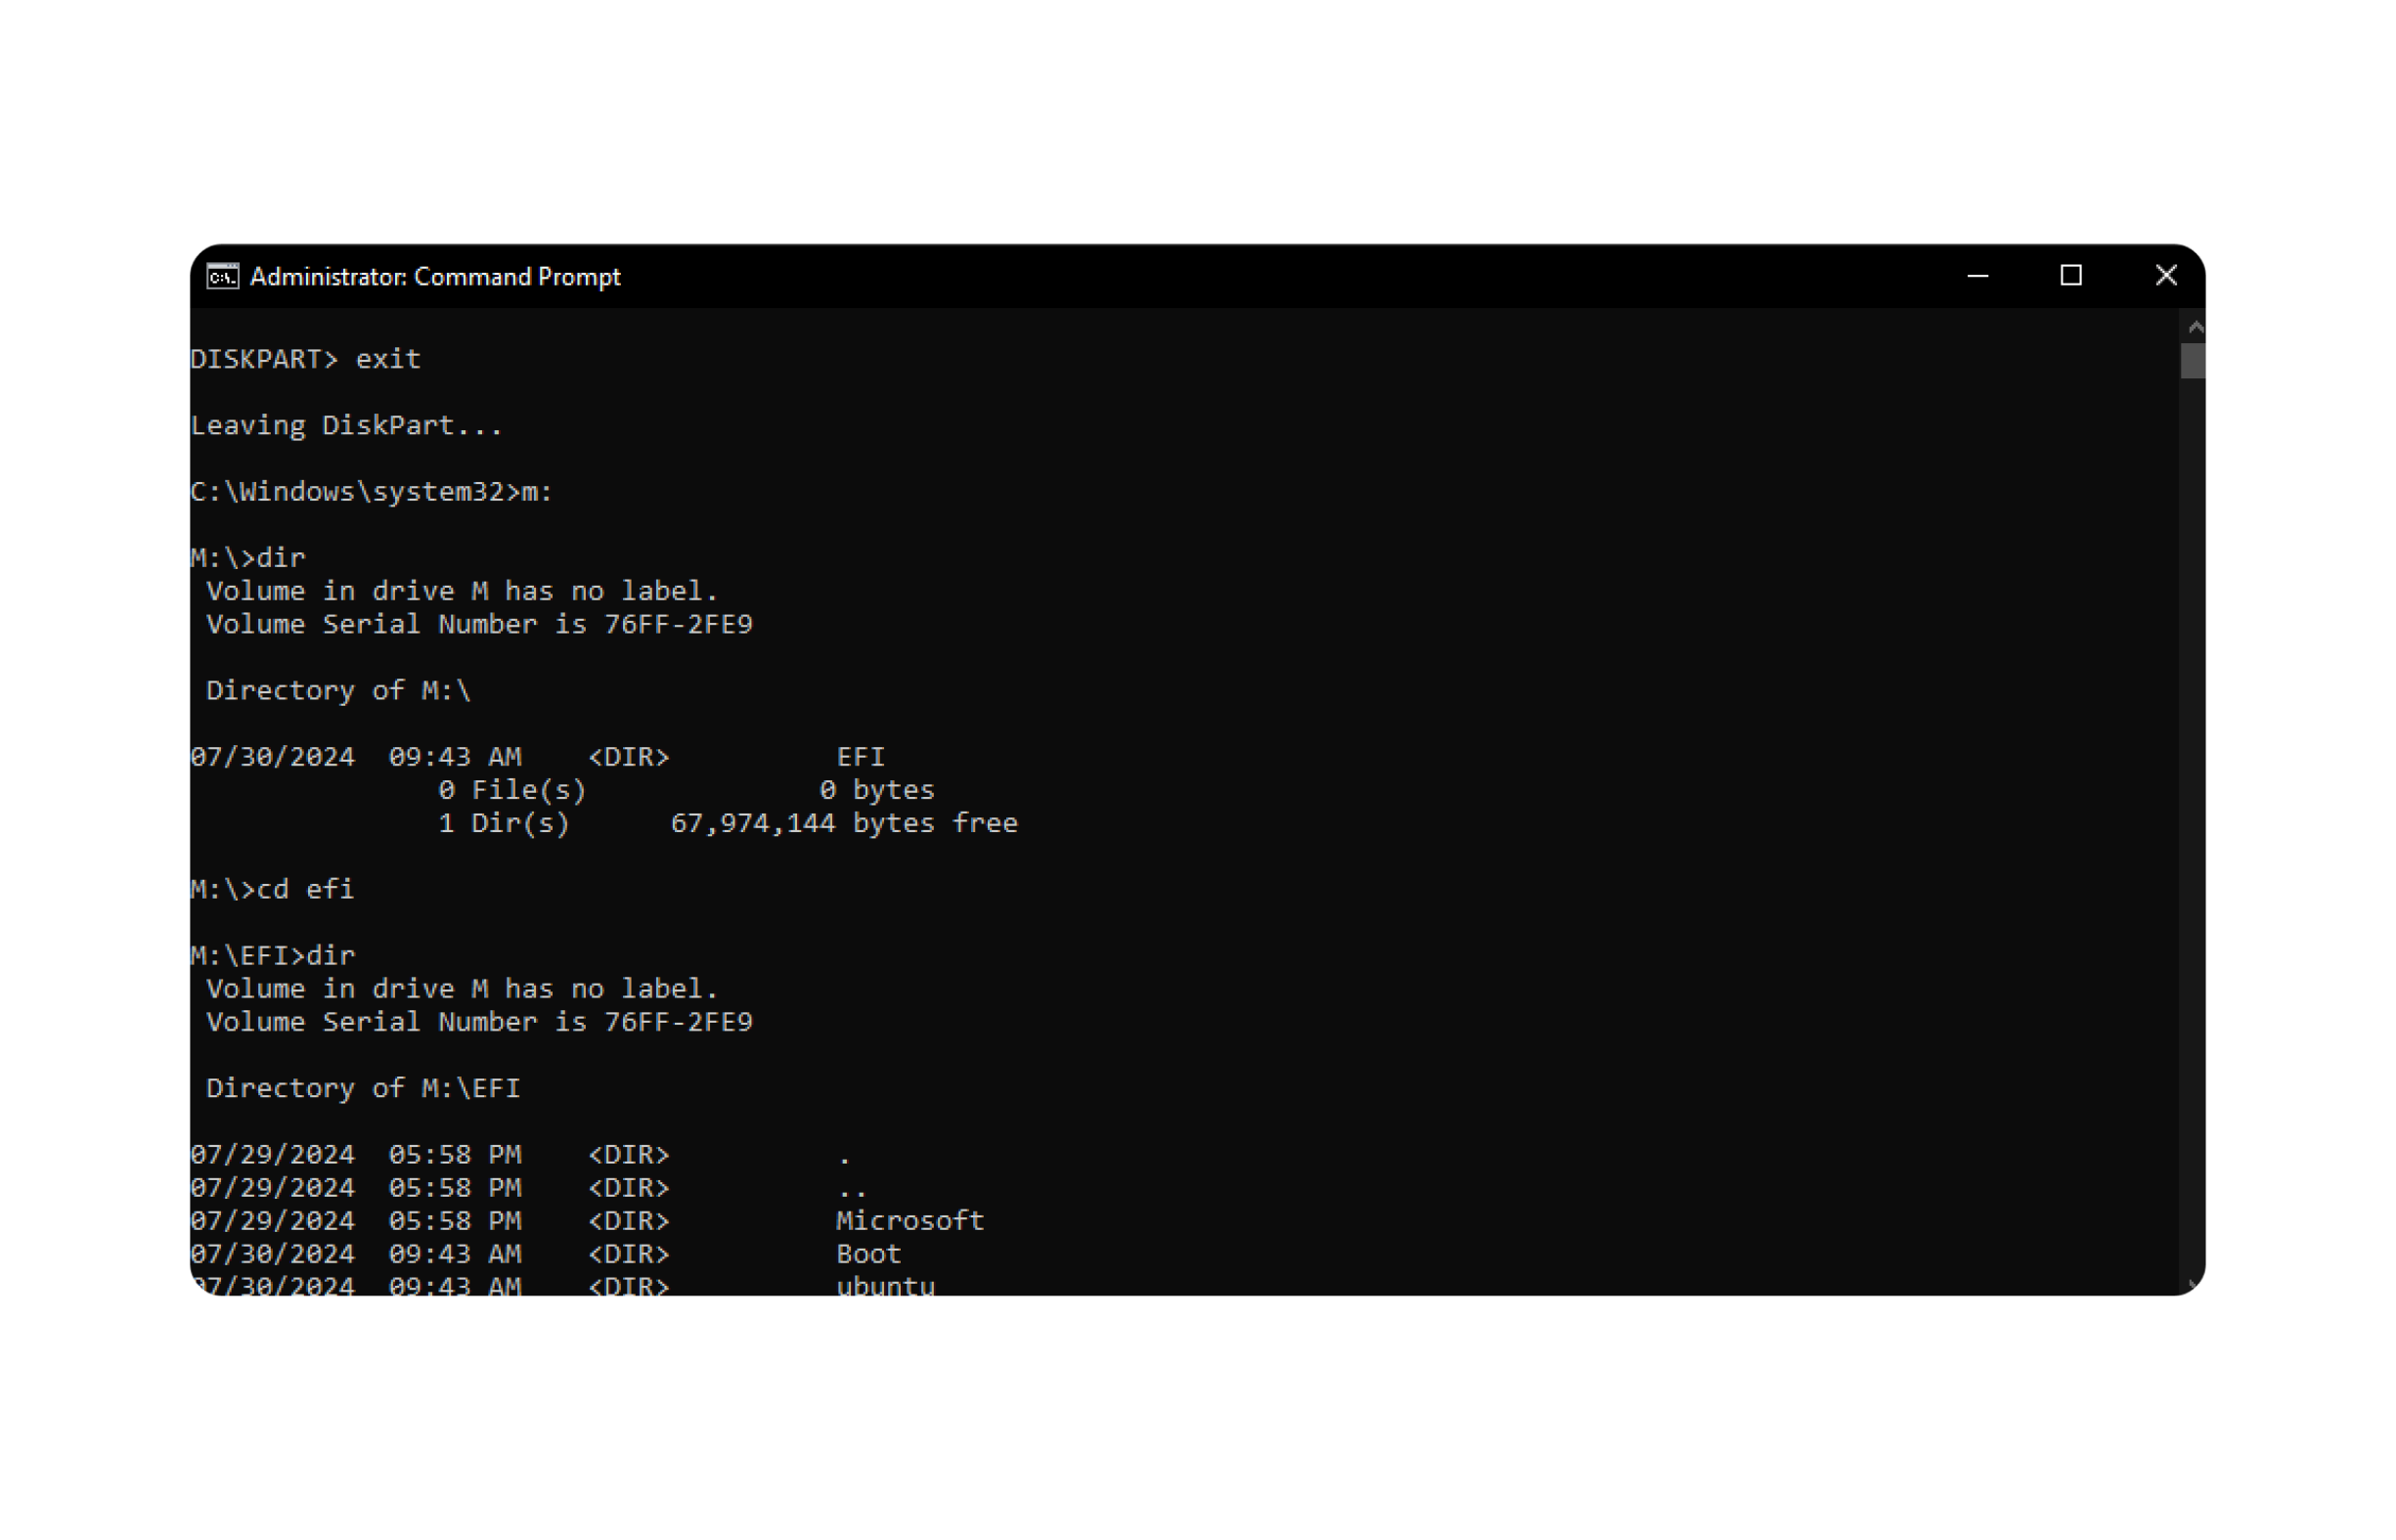 Administrator: Command Prompt
DISKPART> exit
Leaving DiskPart...
C:\Windows\system32>m:
M:\>dir
 Volume in drive M has no label.
 Volume Serial Number is 76FF-2FE9
 Directory of M:\
07/30/2024  09:43 AM    <DIR>          EFI
               0 File(s)              0 bytes
               1 Dir(s)      67,974,144 bytes free
M:\>cd efi
M:\EFI>dir
 Volume in drive M has no label.
 Volume Serial Number is 76FF-2FE9
 Directory of M:\EFI
07/29/2024  05:58 PM    <DIR>          .
07/29/2024  05:58 PM    <DIR>          ..
07/29/2024  05:58 PM    <DIR>          Microsoft
07/30/2024  09:43 AM    <DIR>          Boot
07/30/2024  09:43 AM    <DIR>          ubuntu